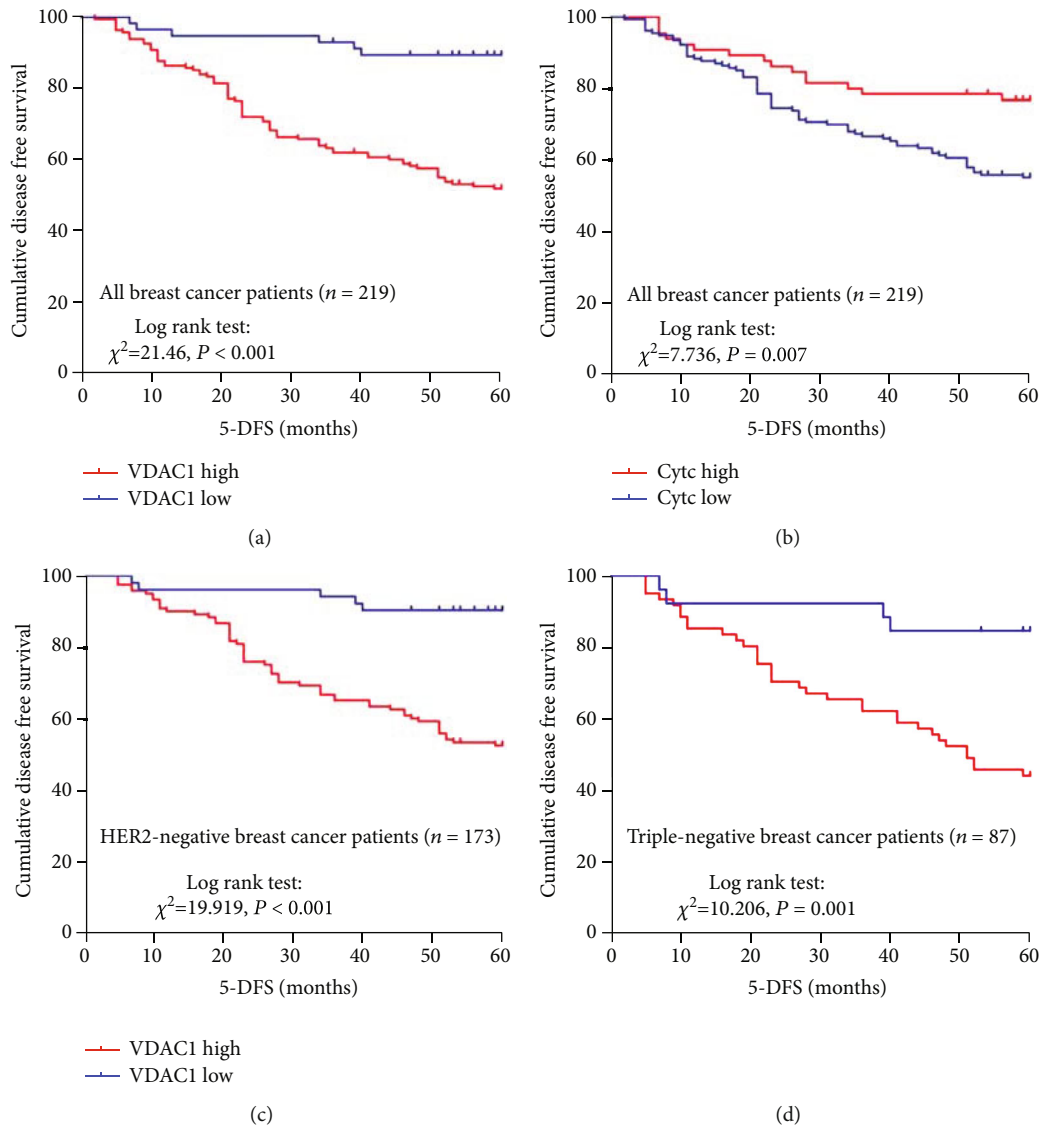 Cumulative disease free survival
100
80
60
40
20
0
0 10 20 30 40 50 60
5-DFS (months)
All breast cancer patients (n = 219)
Log rank test:
χ²=21.46, P < 0.001
VDAC1 high
VDAC1 low
(a)
Cumulative disease free survival
100
80
60
40
20
0
0 10 20 30 40 50 60
5-DFS (months)
All breast cancer patients (n = 219)
Log rank test:
χ²=7.736, P = 0.007
Cytc high
Cytc low
(b)
Cumulative disease free survival
100
80
60
40
20
0
0 10 20 30 40 50 60
5-DFS (months)
HER2-negative breast cancer patients (n = 173)
Log rank test:
χ²=19.919, P < 0.001
VDAC1 high
VDAC1 low
(c)
Cumulative disease free survival
100
80
60
40
20
0
0 10 20 30 40 50 60
5-DFS (months)
Triple-negative breast cancer patients (n = 87)
Log rank test:
χ²=10.206, P = 0.001
(d)